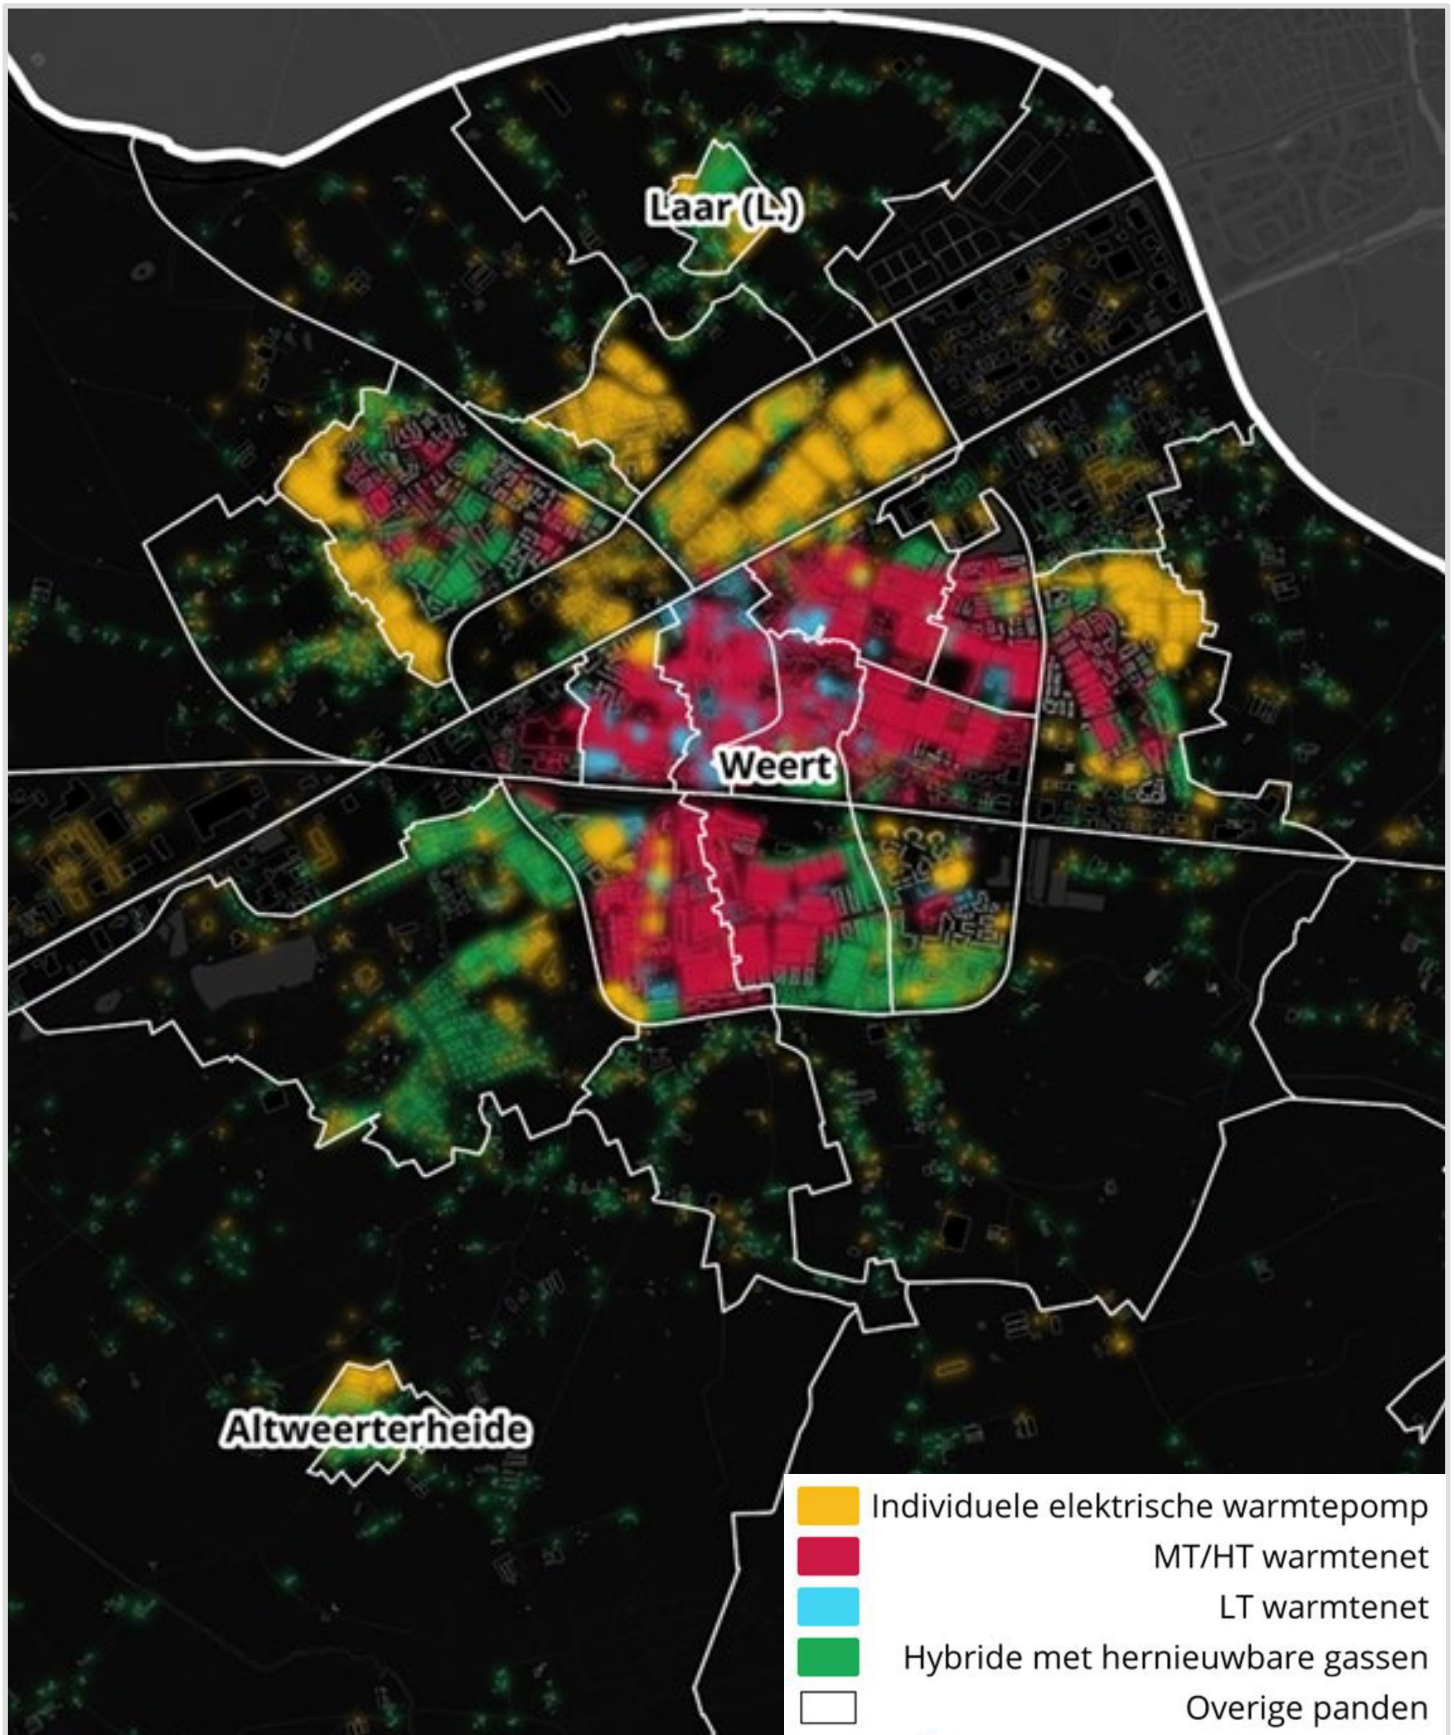 Laar (L.)
Weert
Altweerterheide
Individuele elektrische warmtepomp
MT/HT warmtenet
LT warmtenet
Hybride met hernieuwbare gassen
Overige panden